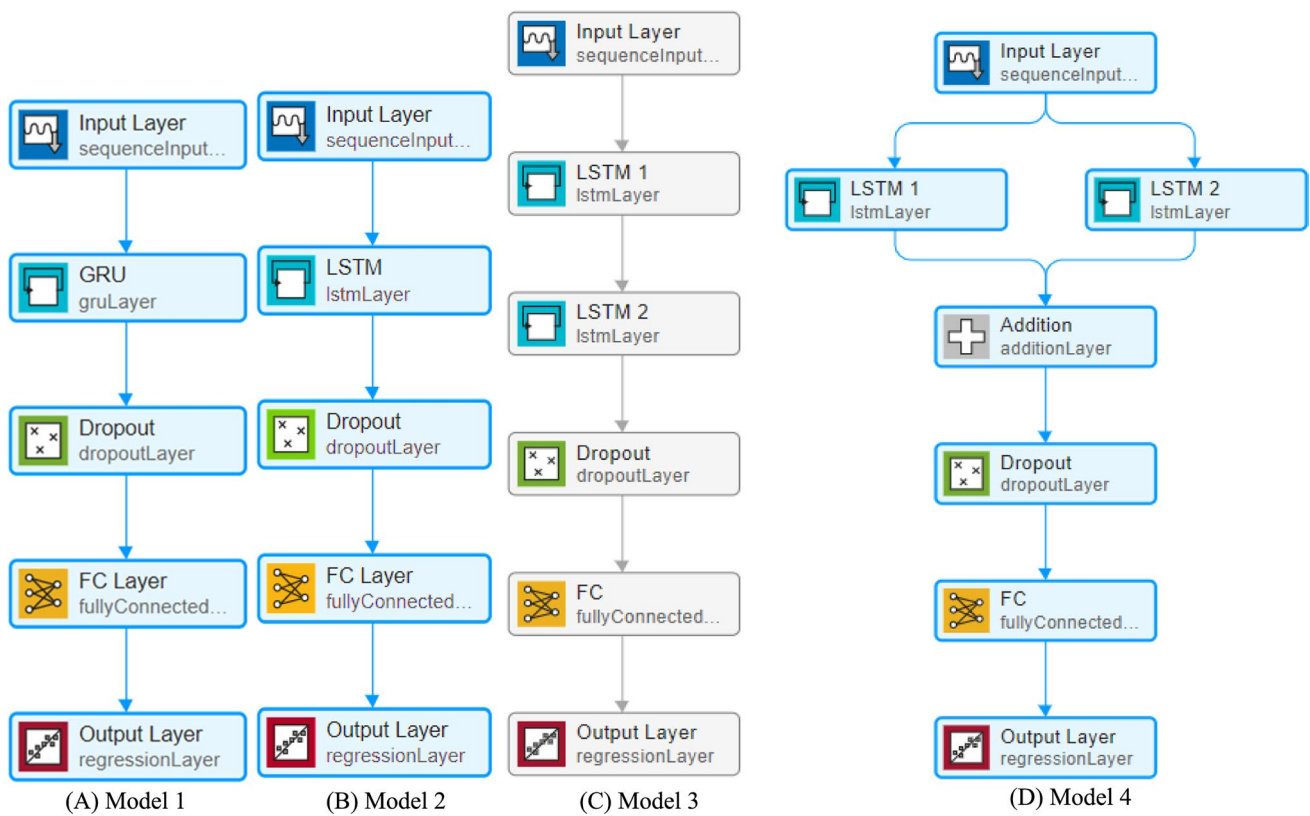 Input Layer
sequenceInput...
GRU
gruLayer
Dropout
dropoutLayer
FC Layer
fullyConnected...
Output Layer
regressionLayer
(A) Model 1
Input Layer
sequenceInput...
LSTM
lstmLayer
Dropout
dropoutLayer
FC Layer
fullyConnected...
Output Layer
regressionLayer
(B) Model 2
Input Layer
sequenceInput...
LSTM 1
lstmLayer
LSTM 2
lstmLayer
Dropout
dropoutLayer
FC
fullyConnected...
Output Layer
regressionLayer
(C) Model 3
Input Layer
sequenceInput...
LSTM 1
lstmLayer
LSTM 2
lstmLayer
Addition
additionLayer
Dropout
dropoutLayer
FC
fullyConnected...
Output Layer
regressionLayer
(D) Model 4